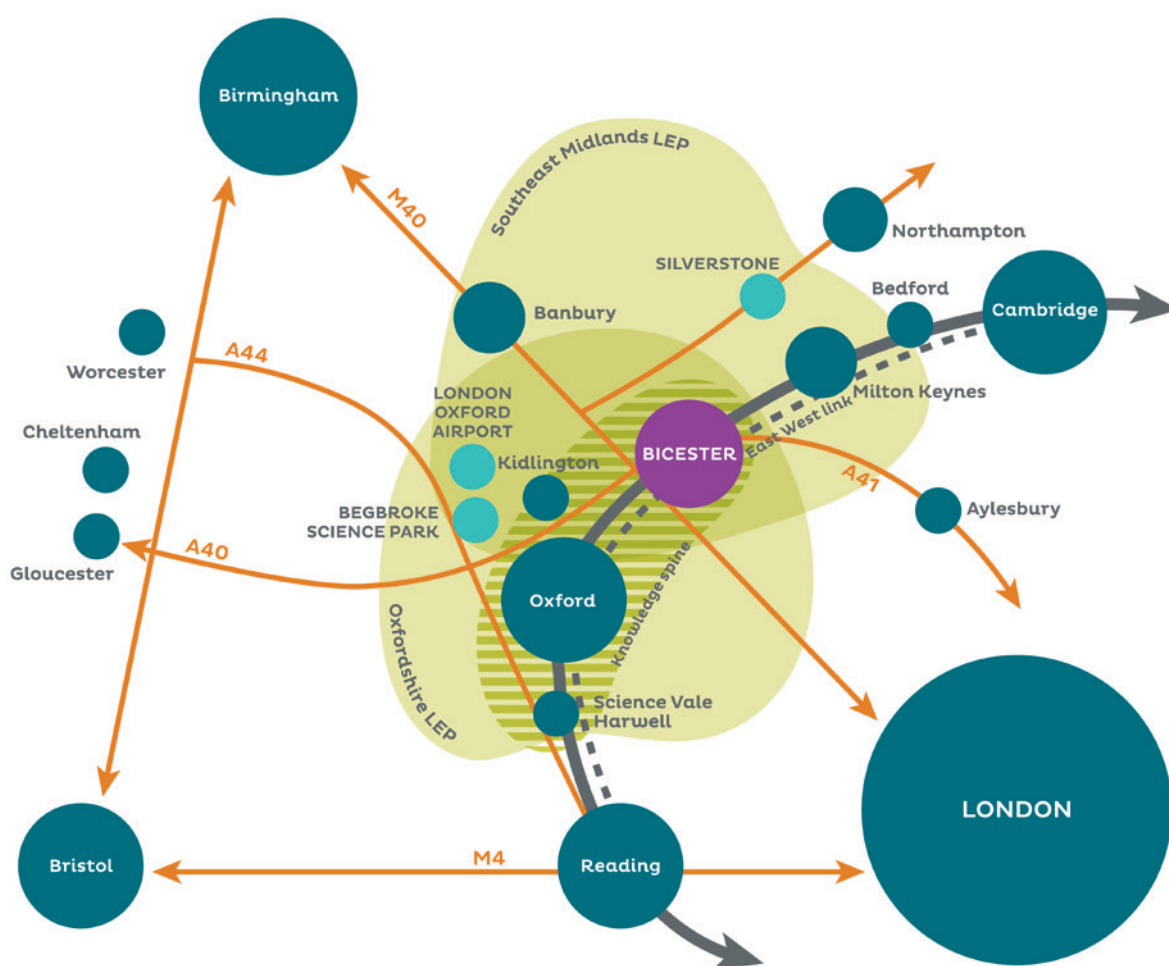 Birmingham
Southeast Midlands LEP
M40
Northampton
SILVERSTONE
Bedford
Cambridge
Banbury
Worcester
A44
LONDON
OXFORD
AIRPORT
Milton Keynes
East West link
Cheltenham
Kidlington
BICESTER
A41
BEGBROKE
SCIENCE PARK
Aylesbury
Gloucester
A40
Oxford
Knowledge spine
Oxfordshire LEP
Science Vale
Harwell
LONDON
Bristol
M4
Reading